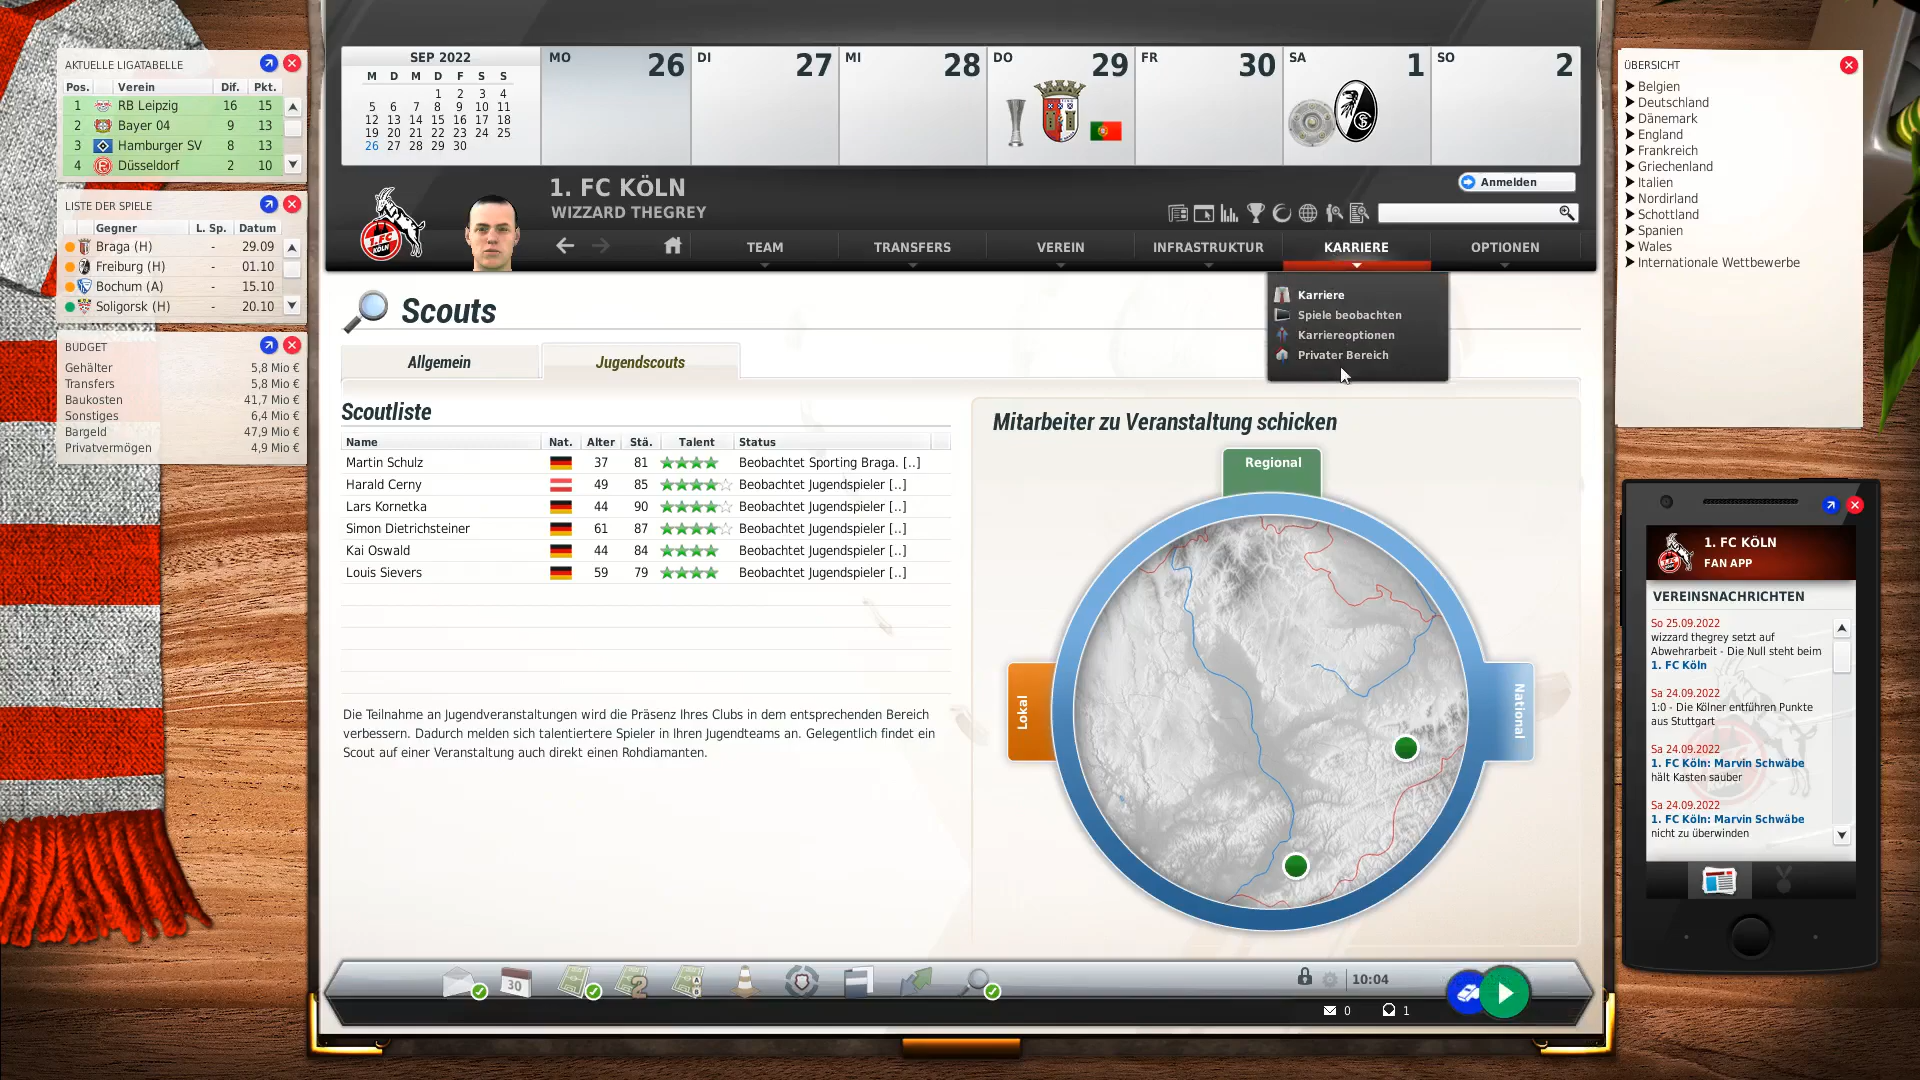 AKTUELLE LIGATABELLE
Pos. Verein Dif. Pkt.
1 RB Leipzig 16 15
2 Bayer 04 9 13
3 Hamburger SV 8 13
4 Düsseldorf 2 10
LISTE DER SPIELE
Gegner L. Sp. Datum
Braga (H) - 29.09
Freiburg (H) - 01.10
Bochum (A) - 15.10
Soligorsk (H) - 20.10
BUDGET
Gehälter 5,8 Mio €
Transfers 5,8 Mio €
Baukosten 41,7 Mio €
Sonstiges 6,4 Mio €
Bargeld 47,9 Mio €
Privatvermögen 4,9 Mio €
SEP 2022
M D M D F S S
1 2 3 4
5 6 7 8 9 10 11
12 13 14 15 16 17 18
19 20 21 22 23 24 25
26 27 28 29 30
MO 26
DI 27
MI 28
DO 29
FR 30
SA 1
SO 2
1. FC KÖLN
WIZZARD THEGREY
Anmelden
TEAM
TRANSFERS
VEREIN
INFRASTRUKTUR
KARRIERE
OPTIONEN
Karriere
Spiele beobachten
Karriereoptionen
Privater Bereich
Scouts
Allgemein
Jugendscouts
Scoutliste
Name Nat. Alter Stä. Talent Status
Martin Schulz 37 81 Beobachtet Sporting Braga. [..]
Harald Cerny 49 85 Beobachtet Jugendspieler [..]
Lars Kornetka 44 90 Beobachtet Jugendspieler [..]
Simon Dietrichsteiner 61 87 Beobachtet Jugendspieler [..]
Kai Oswald 44 84 Beobachtet Jugendspieler [..]
Louis Sievers 59 79 Beobachtet Jugendspieler [..]
Die Teilnahme an Jugendveranstaltungen wird die Präsenz Ihres Clubs in dem entsprechenden Bereich
verbessern. Dadurch melden sich talentiertere Spieler in Ihren Jugendteams an. Gelegentlich findet ein
Scout auf einer Veranstaltung auch direkt einen Rohdiamanten.
Mitarbeiter zu Veranstaltung schicken
Regional
Lokal
National
30
2
10:04
0
1
ÜBERSICHT
Belgien
Deutschland
Dänemark
England
Frankreich
Griechenland
Italien
Nordirland
Schottland
Spanien
Wales
Internationale Wettbewerbe
1. FC KÖLN
FAN APP
VEREINSNACHRICHTEN
So 25.09.2022
wizzard thegrey setzt auf
Abwehrarbeit - Die Null steht beim
1. FC Köln
Sa 24.09.2022
1:0 - Die Kölner entführen Punkte
aus Stuttgart
Sa 24.09.2022
1. FC Köln: Marvin Schwäbe
hält Kasten sauber
Sa 24.09.2022
1. FC Köln: Marvin Schwäbe
nicht zu überwinden